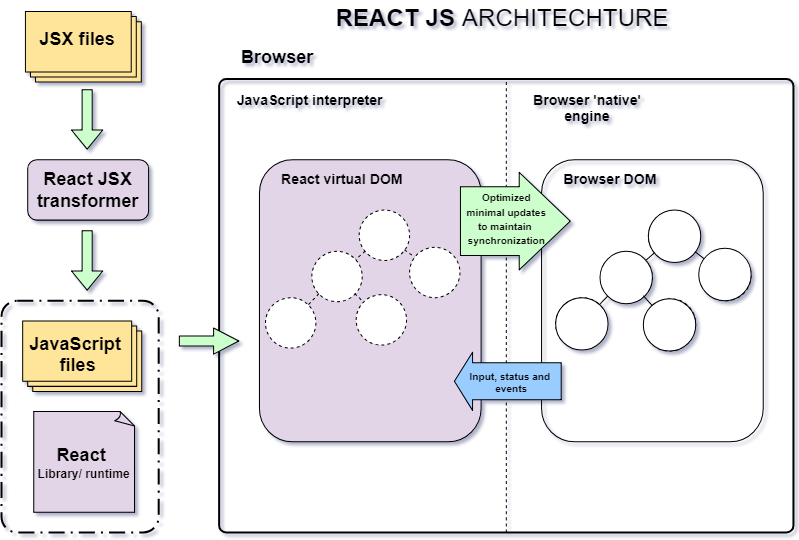 REACT JS ARCHITECHTURE
JSX files
React JSX
transformer
JavaScript
files
React
Library/ runtime
Browser
JavaScript interpreter
React virtual DOM
Optimized
minimal updates
to maintain
synchronization
Input, status and
events
Browser 'native'
engine
Browser DOM